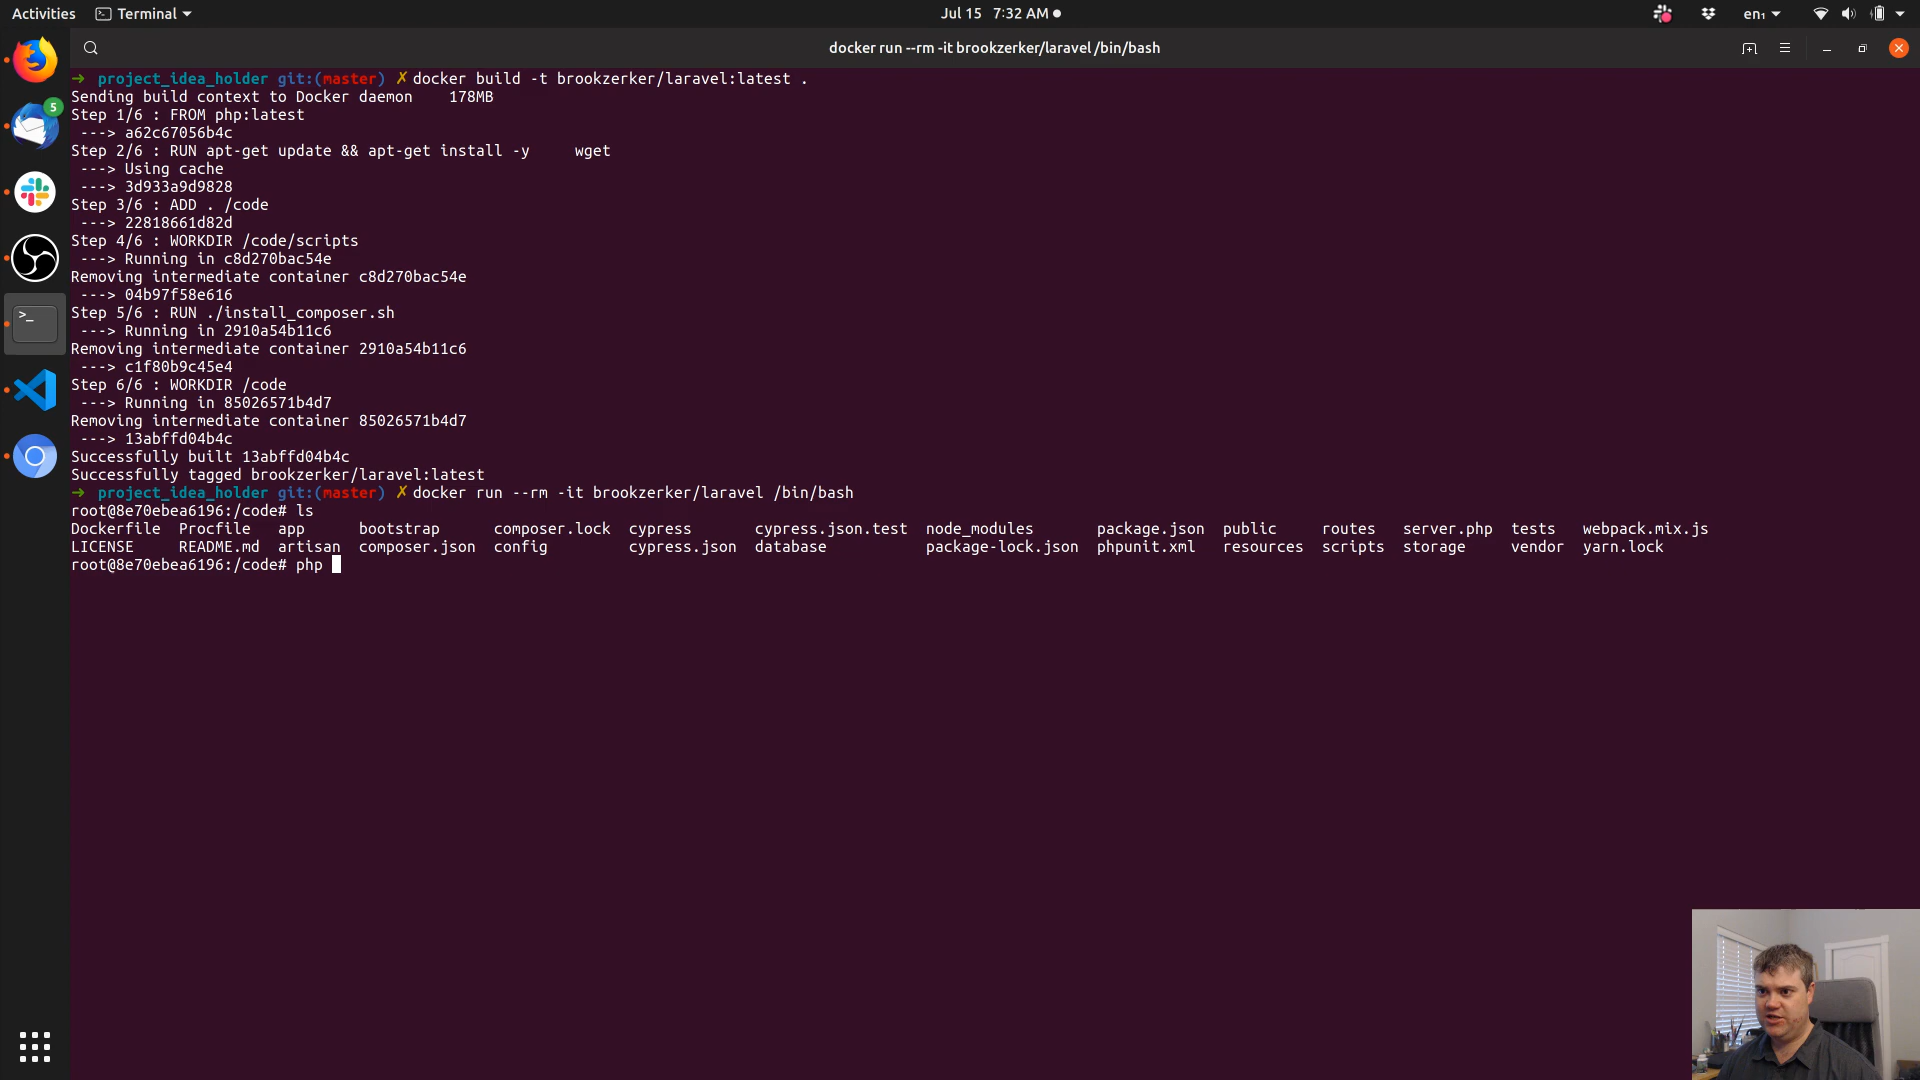 Activities Terminal Jul 15 7:32 AM en₁
docker run --rm -it brookzerker/laravel /bin/bash
5
→ project_idea_holder git:(master) ✗ docker build -t brookzerker/laravel:latest .
Sending build context to Docker daemon 178MB
Step 1/6 : FROM php:latest
---> a62c67056b4c
Step 2/6 : RUN apt-get update && apt-get install -y wget
---> Using cache
---> 3d933a9d9828
Step 3/6 : ADD . /code
---> 22818661d82d
Step 4/6 : WORKDIR /code/scripts
---> Running in c8d270bac54e
Removing intermediate container c8d270bac54e
---> 04b97f58e616
Step 5/6 : RUN ./install_composer.sh
---> Running in 2910a54b11c6
Removing intermediate container 2910a54b11c6
---> c1f80b9c45e4
Step 6/6 : WORKDIR /code
---> Running in 85026571b4d7
Removing intermediate container 85026571b4d7
---> 13abffd04b4c
Successfully built 13abffd04b4c
Successfully tagged brookzerker/laravel:latest
→ project_idea_holder git:(master) ✗ docker run --rm -it brookzerker/laravel /bin/bash
root@8e70ebea6196:/code# ls
Dockerfile Procfile app bootstrap composer.lock cypress cypress.json.test node_modules package.json public routes server.php tests webpack.mix.js
LICENSE README.md artisan composer.json config cypress.json database package-lock.json phpunit.xml resources scripts storage vendor yarn.lock
root@8e70ebea6196:/code# php